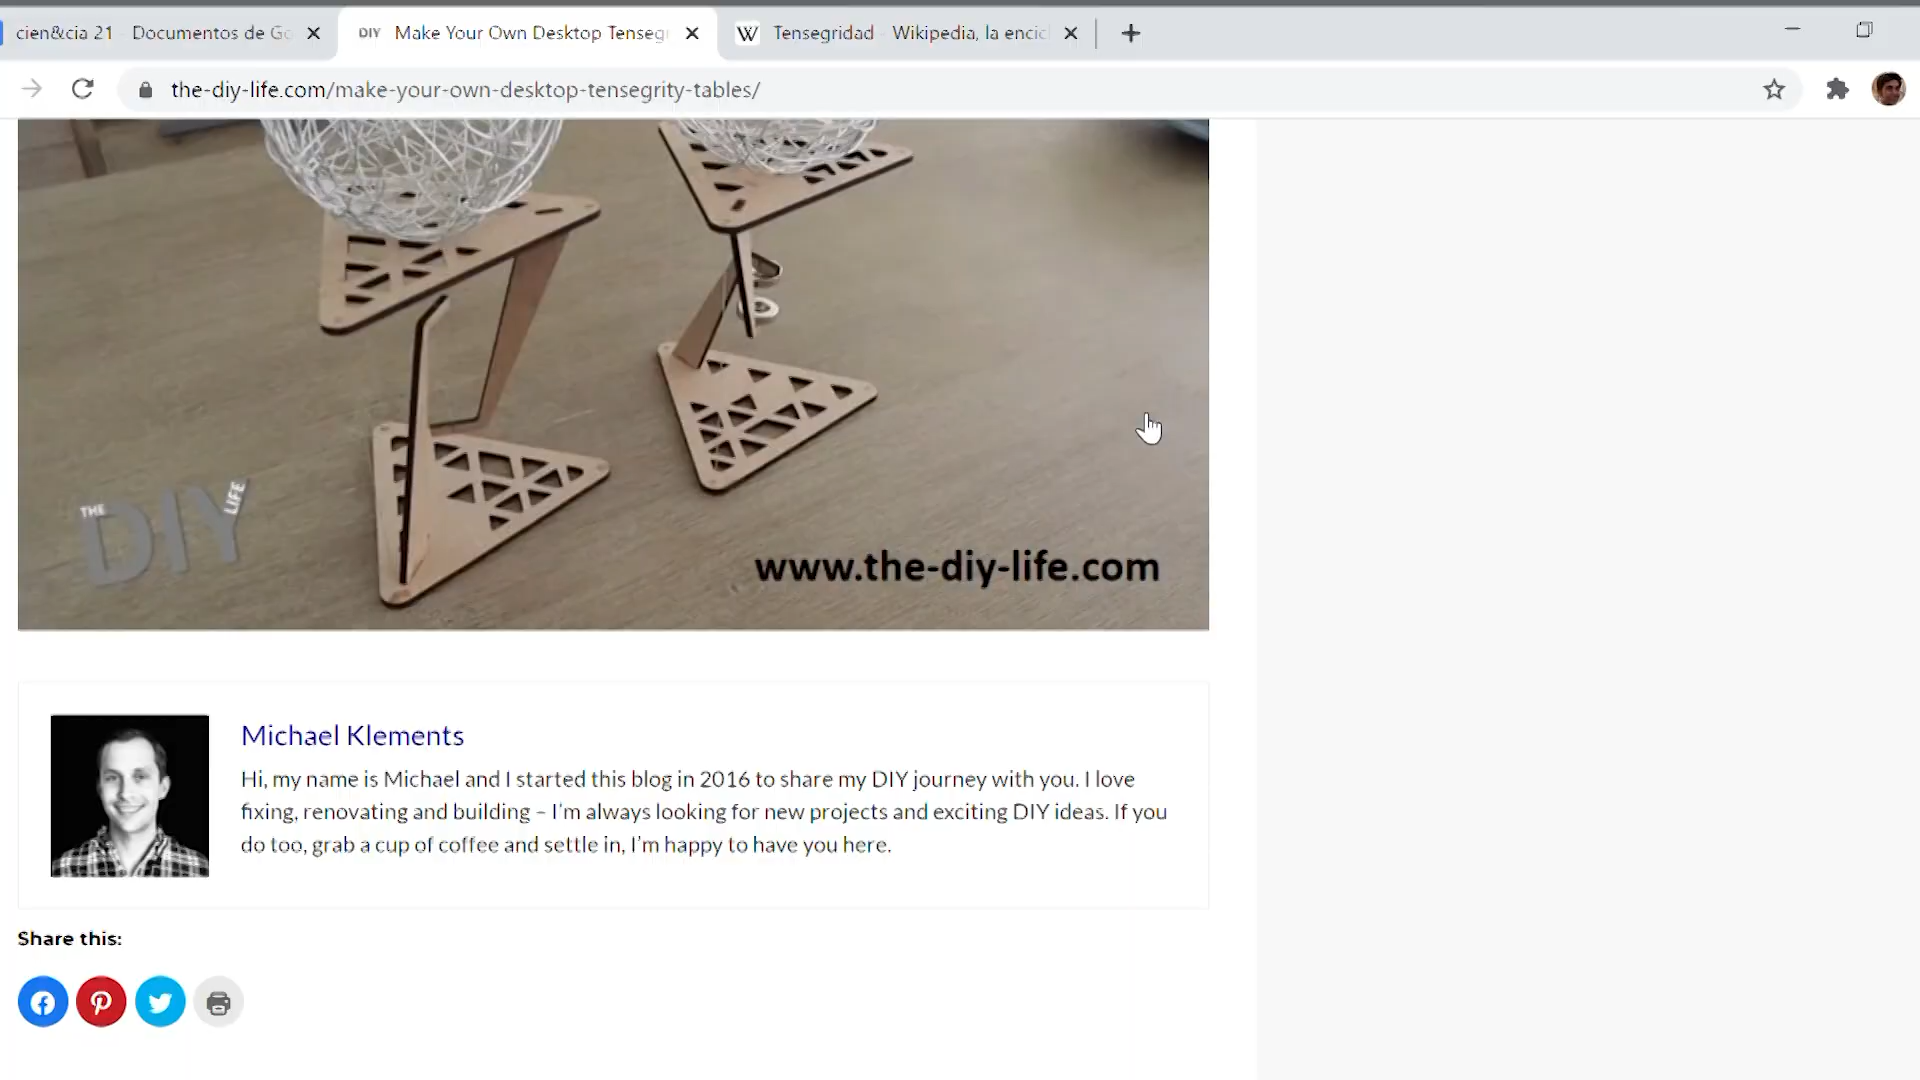 cien&cia 21 Documentos de Go
DIY Make Your Own Desktop Tenseg
W Tensegridad - Wikipedia, la encic
the-diy-life.com/make-your-own-desktop-tensegrity-tables/
THE DIY LIFE
www.the-diy-life.com
Michael Klements
Hi, my name is Michael and I started this blog in 2016 to share my DIY journey with you. I love
fixing, renovating and building – I'm always looking for new projects and exciting DIY ideas. If you
do too, grab a cup of coffee and settle in, I'm happy to have you here.
Share this: